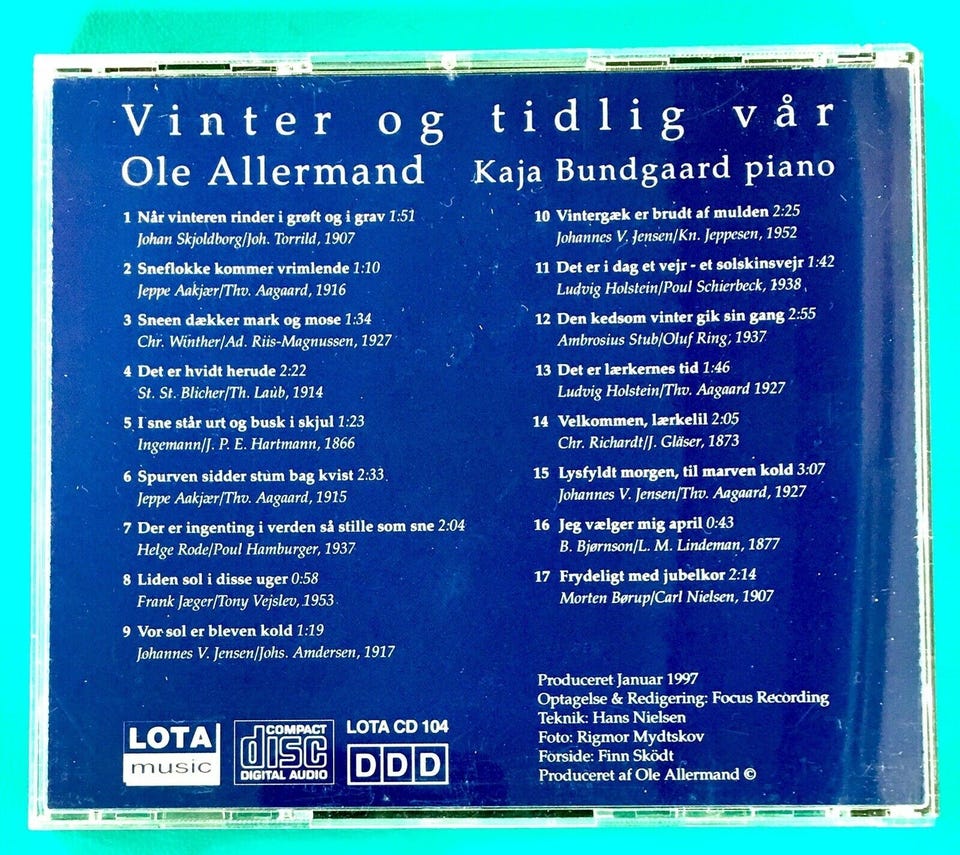 Vinter og tidlig vår
Ole Allermand Kaja Bundgaard piano
1 Når vinteren rinder i grøft og i grav 1:51
Johan Skjoldborg/Joh. Torrild, 1907
2 Sneflokke kommer vrimlende 1:10
Jeppe Aakjær/Thv. Aagaard, 1916
3 Sneen dækker mark og mose 1:34
Chr. Winther/Ad. Riis-Magnussen, 1927
4 Det er hvidt herude 2:22
St. St. Blicher/Th. Laub, 1914
5 I sne står urt og busk i skjul 1:23
Ingemann/J. P. E. Hartmann, 1866
6 Spurven sidder stum bag kvist 2:33
Jeppe Aakjær/Thv. Aagaard, 1915
7 Der er ingenting i verden så stille som sne 2:04
Helge Rode/Poul Hamburger, 1937
8 Liden sol i disse uger 0:58
Frank Jæger/Tony Vejslev, 1953
9 Vor sol er bleven kold 1:19
Johannes V. Jensen/Johs. Amdersen, 1917
10 Vintergæk er brudt af mulden 2:25
Johannes V. Jensen/Kn. Jeppesen, 1952
11 Det er i dag et vejr - et solskinsvejr 1:42
Ludvig Holstein/Poul Schierbeck, 1938
12 Den kedsom vinter gik sin gang 2:55
Ambrosius Stub/Oluf Ring, 1937
13 Det er lærkernes tid 1:46
Ludvig Holstein/Thv. Aagaard 1927
14 Velkommen, lærkelil 2:05
Chr. Richardt/J. Gläser, 1873
15 Lysfyldt morgen, til marven kold 3:07
Johannes V. Jensen/Thv. Aagaard, 1927
16 Jeg vælger mig april 0:43
B. Bjørnson/L. M. Lindeman, 1877
17 Frydeligt med jubelkor 2:14
Morten Børup/Carl Nielsen, 1907
Produceret Januar 1997
Optagelse & Redigering: Focus Recording
Teknik: Hans Nielsen
Foto: Rigmor Mydtskov
Forside: Finn Sködt
Produceret af Ole Allermand ©
LOTA
music
COMPACT
disc
DIGITAL AUDIO
LOTA CD 104
DDD